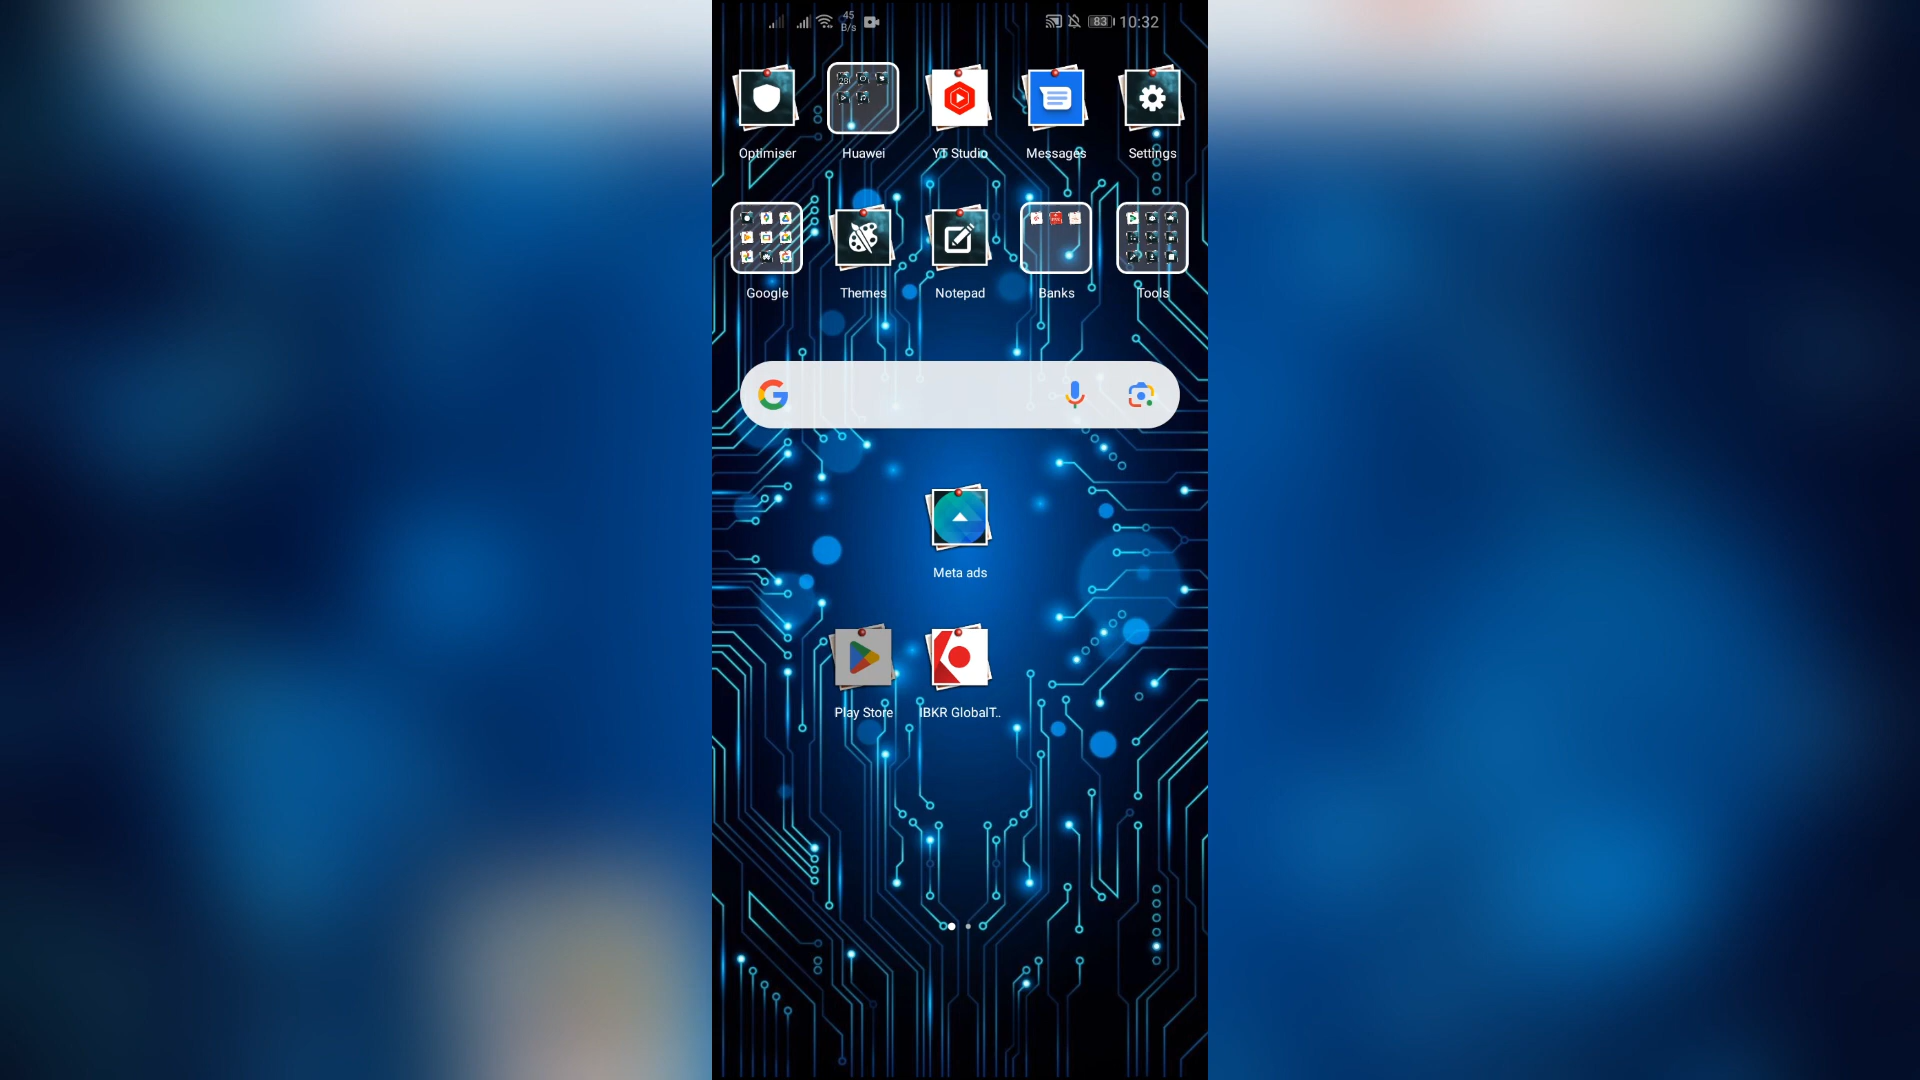 45
B/s
83
10:32
Optimiser
Huawei
YT Studio
Messages
Settings
Google
Themes
Notepad
Banks
Tools
Meta ads
Play Store
IBKR GlobalT..